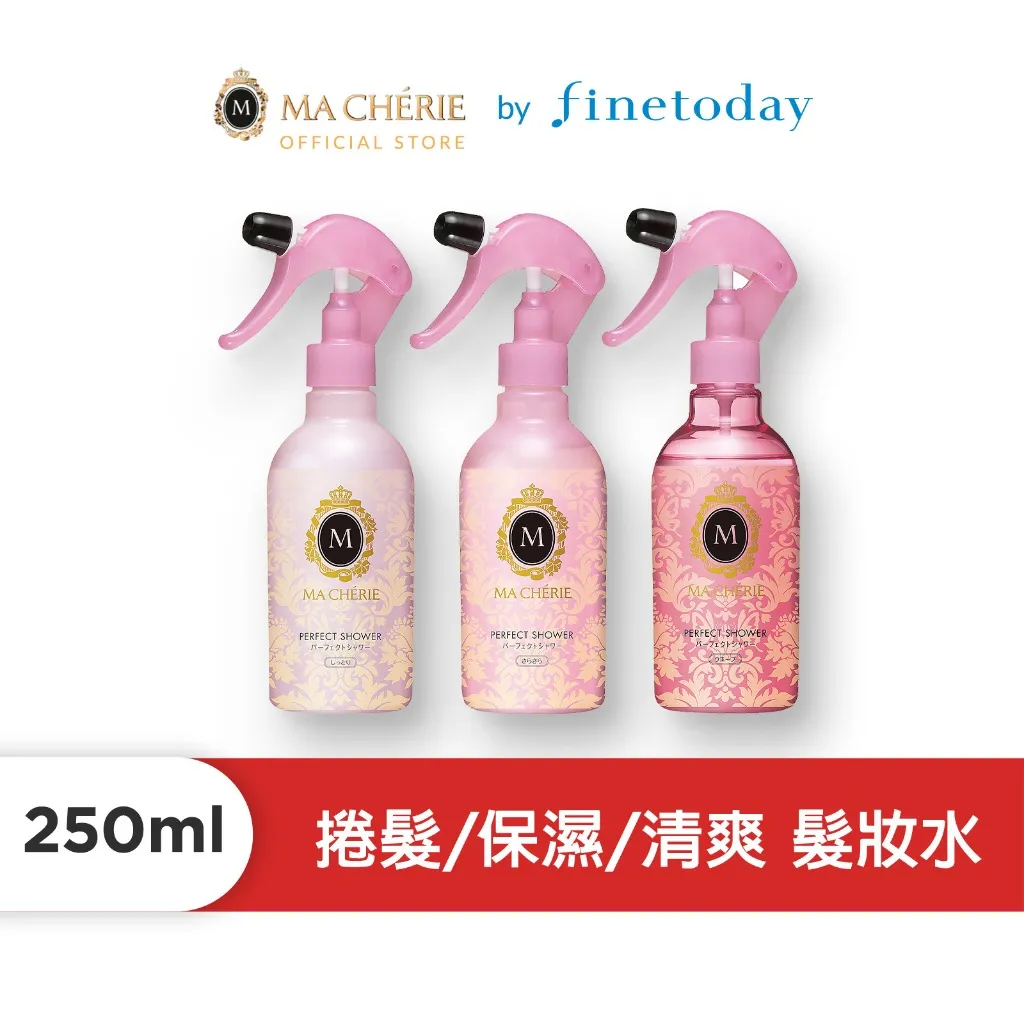 M MA CHÉRIE by finetoday
OFFICIAL STORE
M
MA CHÉRIE
PERFECT SHOWER
パーフェクトシャワー
しっとり
M
MA CHÉRIE
PERFECT SHOWER
パーフェクトシャワー
さらさら
M
MA CHÉRIE
PERFECT SHOWER
パーフェクトシャワー
ウエーブ
250ml
捲髮/保濕/清爽 髮妝水